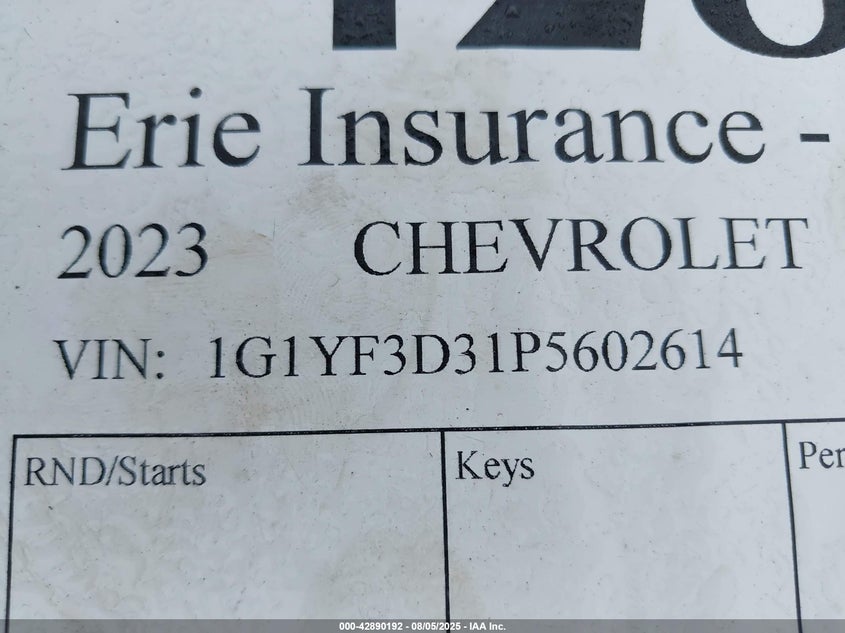 Erie Insurance -
2023 CHEVROLET
VIN: 1G1YF3D31P5602614
RND/Starts
Keys
000-42890192 - 08/05/2025 - IAA Inc.